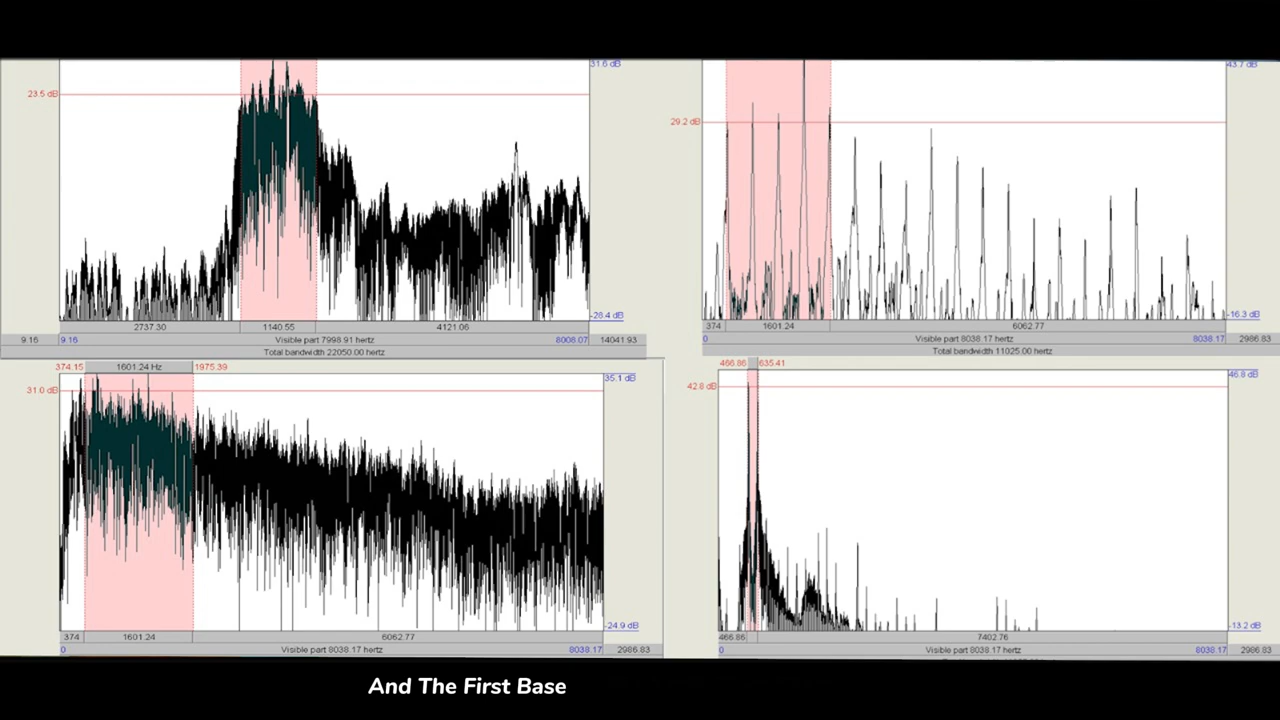 31.6 dB
23.5 dB
-28.4 dB
2737.30 1140.55 4121.06
9.16 9.16 Visible part 7998.91 hertz 8008.07 14041.93
Total bandwidth 22050.00 hertz
43.7 dB
29.2 dB
-16.3 dB
374 1601.24 6062.77
0 Visible part 8038.17 hertz 8038.17 2986.83
Total bandwidth 11025.00 hertz
374.15 1601.24 Hz 1975.39
35.1 dB
31.0 dB
-24.9 dB
374 1601.24 6062.77
0 Visible part 8038.17 hertz 8038.17 2986.83
466.86 635.41
46.8 dB
42.8 dB
-13.2 dB
466.86 7402.76
0 Visible part 8038.17 hertz 8038.17 2986.83
And The First Base